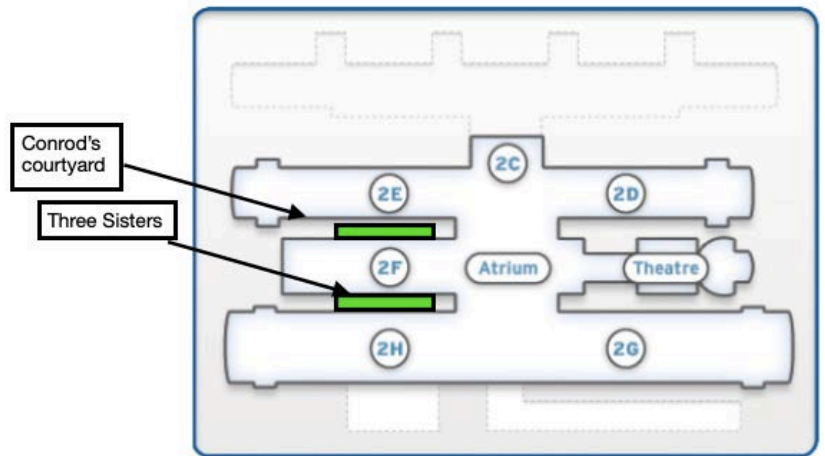 2C
Conrod's
courtyard
2E
2D
Three Sisters
2F
Atrium
Theatre
2H
2G